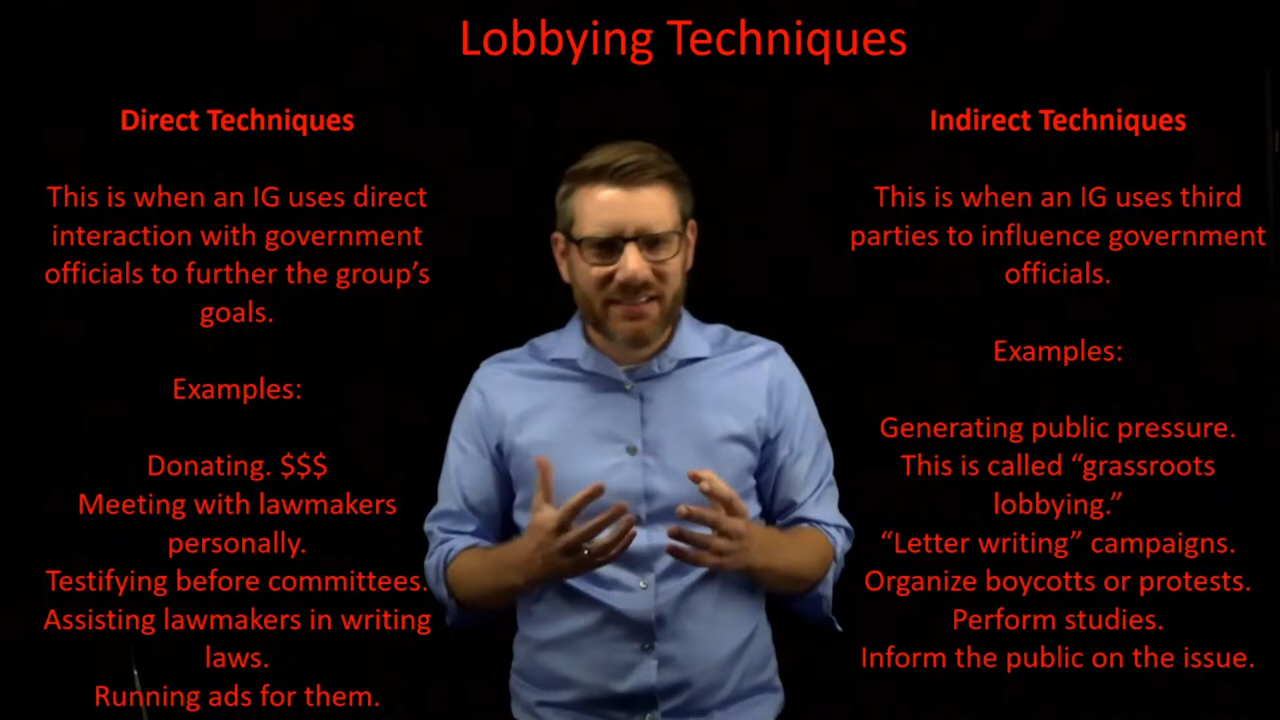 Lobbying Techniques
Direct Techniques
This is when an IG uses direct
interaction with government
officials to further the group’s
goals.
Examples:
Donating. $$$
Meeting with lawmakers
personally.
Testifying before committees.
Assisting lawmakers in writing
laws.
Running ads for them.
Indirect Techniques
This is when an IG uses third
parties to influence government
officials.
Examples:
Generating public pressure.
This is called “grassroots
lobbying.”
“Letter writing” campaigns.
Organize boycotts or protests.
Perform studies.
Inform the public on the issue.